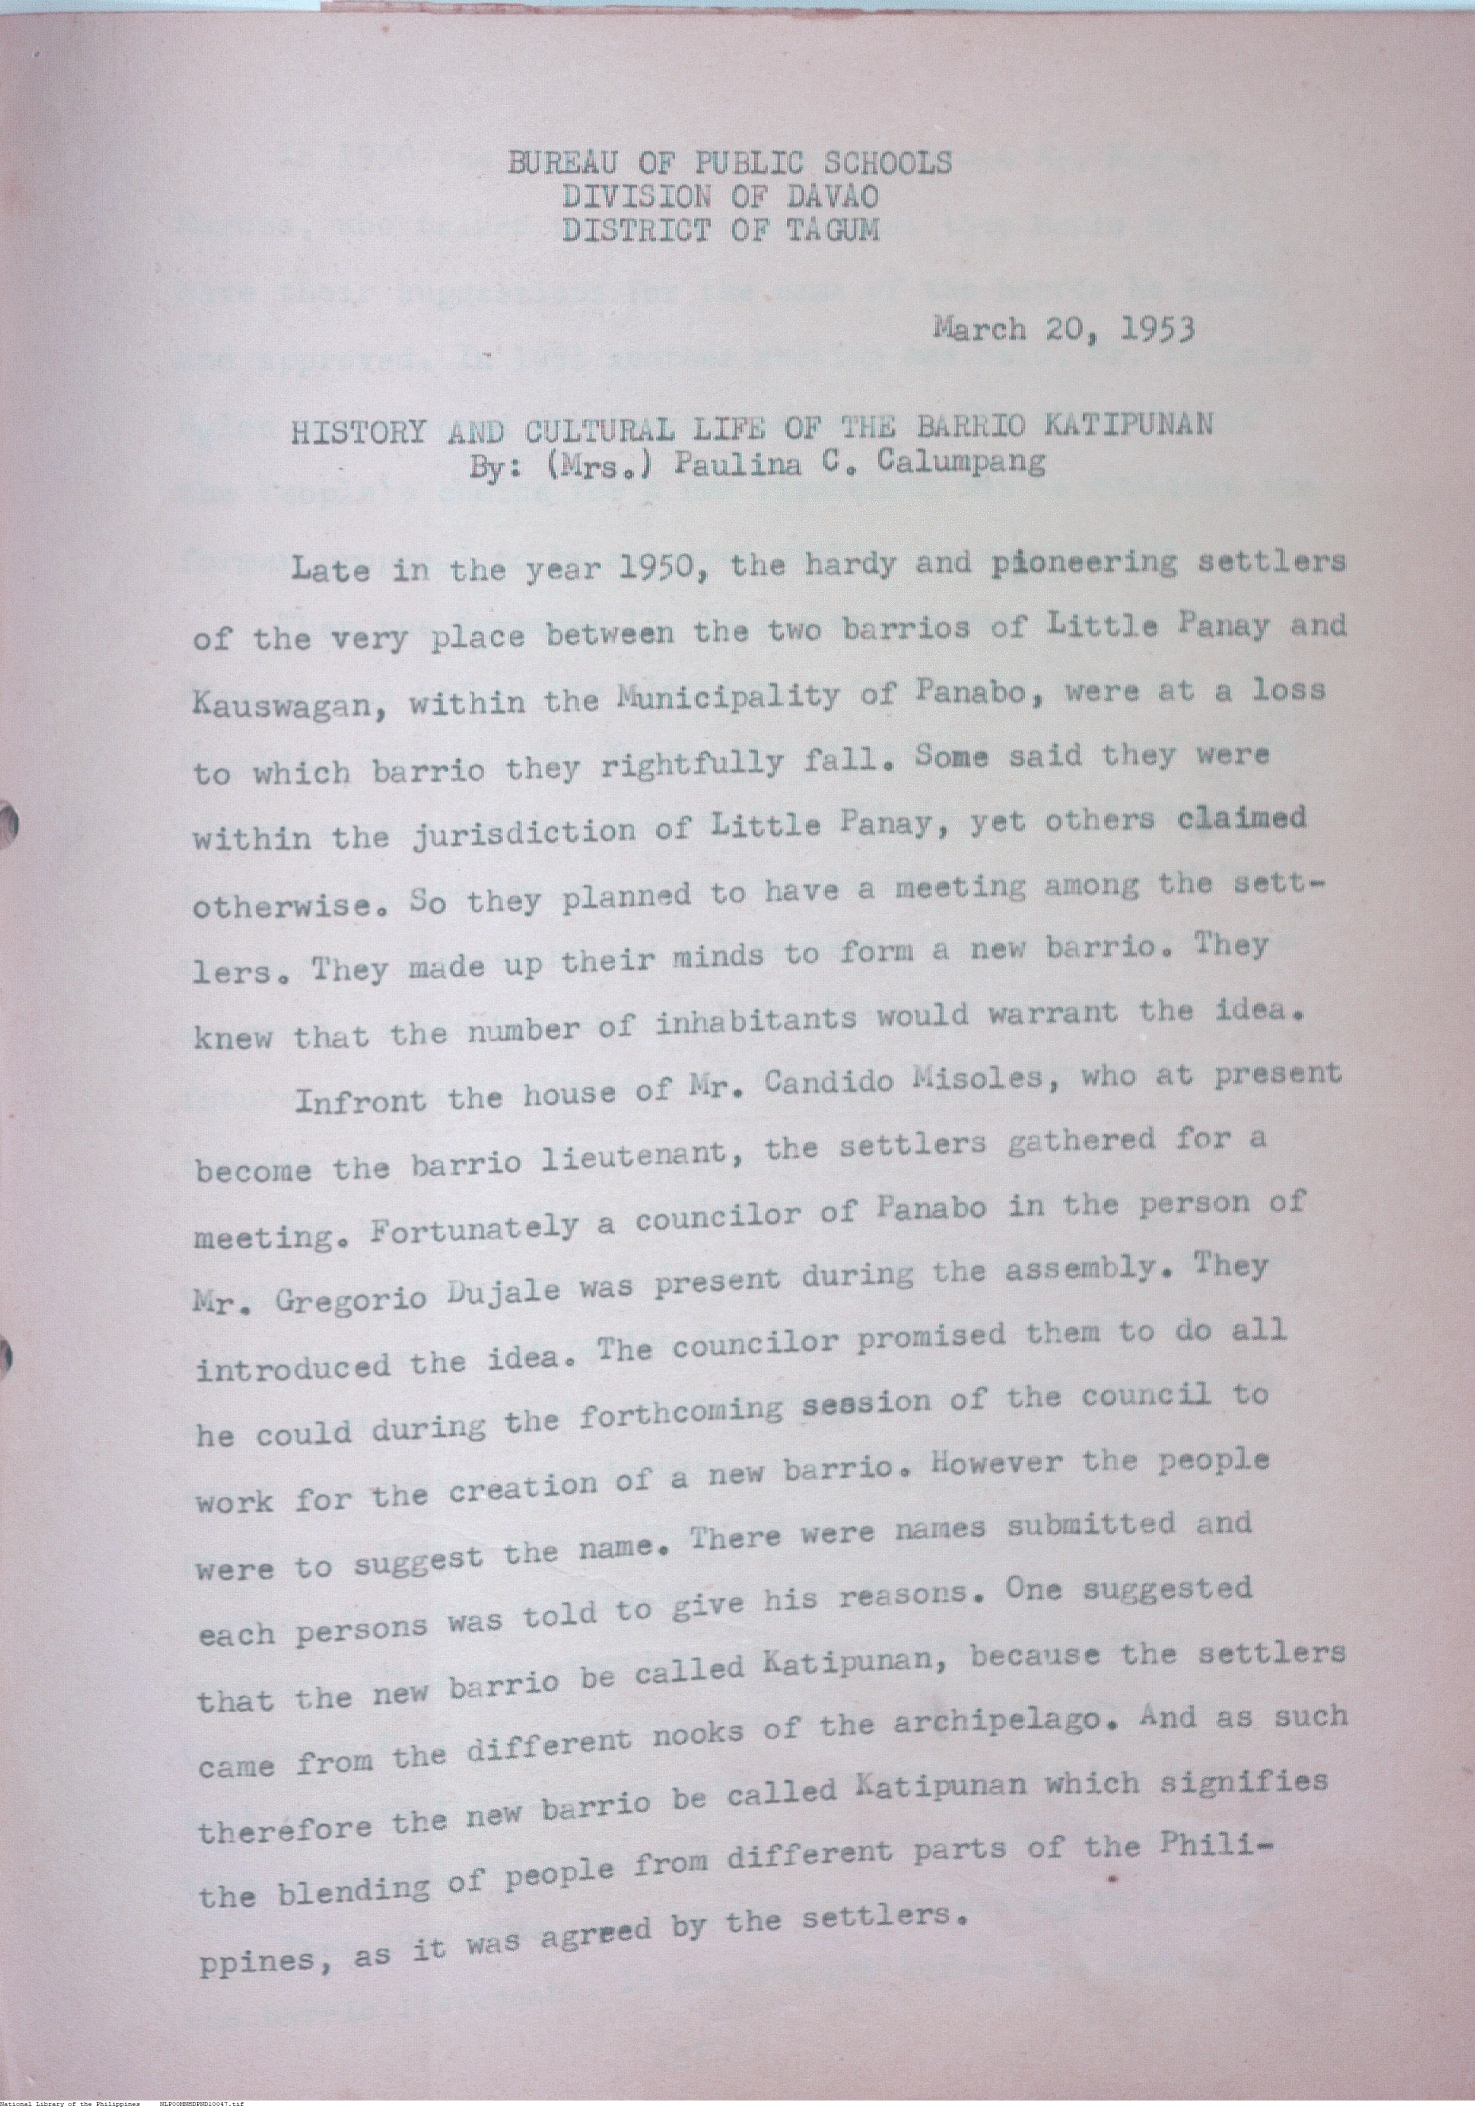 BUREAU OF PUBLIC SCHOOLS
DIVISION OF DAVAO
DISTRICT OF TAGUM
March 20, 1953
HISTORY AND CULTURAL LIFE OF THE BARRIO KATIPUNAN
By: (Mrs.) Paulina C. Calumpang
Late in the year 1950, the hardy and pioneering settlers
of the very place between the two barrios of Little Panay and
Kauswagan, within the Municipality of Panabo, were at a loss
to which barrio they rightfully fall. Some said they were
within the jurisdiction of Little Panay, yet others claimed
otherwise. So they planned to have a meeting among the sett-
lers. They made up their minds to form a new barrio. They
knew that the number of inhabitants would warrant the idea.
Infront the house of Mr. Candido Misoles, who at present
become the barrio lieutenant, the settlers gathered for a
meeting. Fortunately a councilor of Panabo in the person of
Mr. Gregorio Dujale was present during the assembly. They
introduced the idea. The councilor promised them to do all
he could during the forthcoming session of the council to
work for the creation of a new barrio. However the people
were to suggest the name. There were names submitted and
each persons was told to give his reasons. One suggested
that the new barrio be called Katipunan, because the settlers
came from the different nooks of the archipelago. And as such
therefore the new barrio be called Katipunan which signifies
the blending of people from different parts of the Phili-
ppines, as it was agreed by the settlers.
National Library of the Philippines